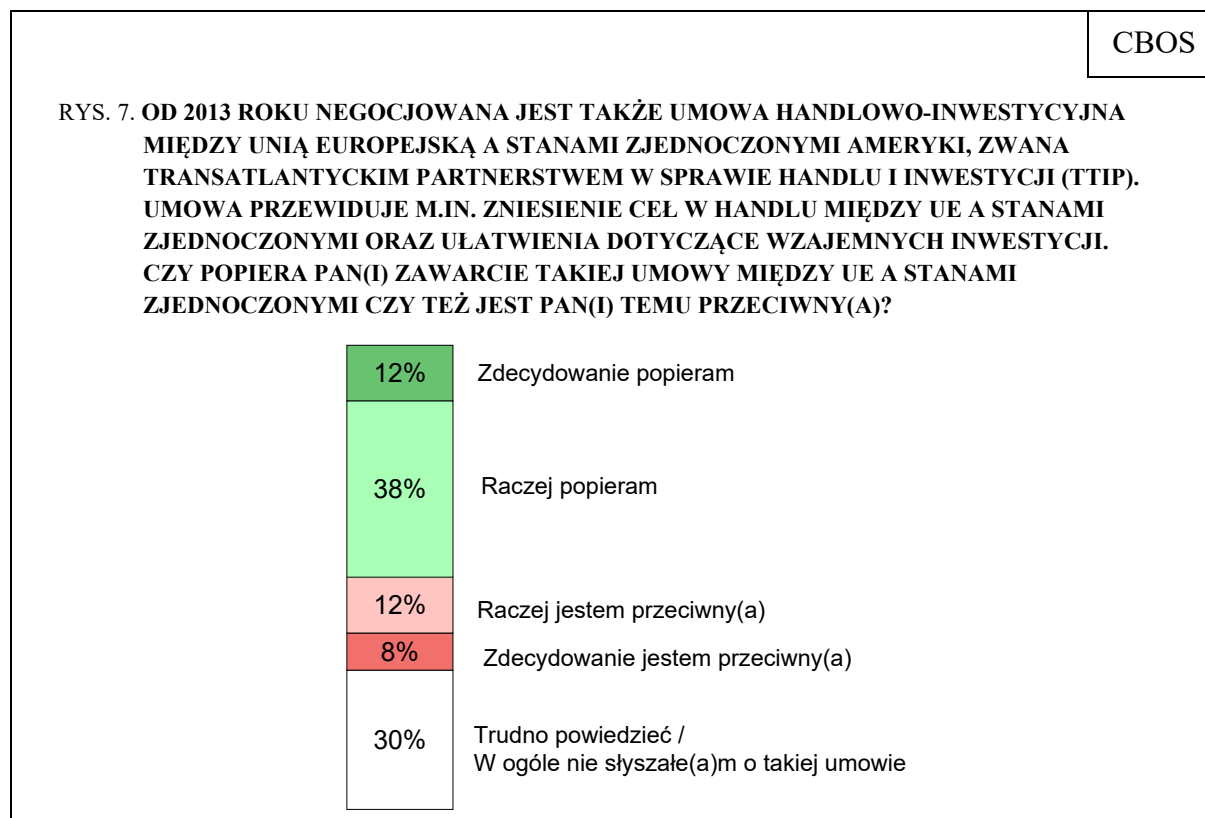 CBOS
RYS. 7. OD 2013 ROKU NEGOCJOWANA JEST TAKŻE UMOWA HANDLOWO-INWESTYCYJNA
MIĘDZY UNIĄ EUROPEJSKĄ A STANAMI ZJEDNOCZONYMI AMERYKI, ZWANA
TRANSATLANTYCKIM PARTNERSTWEM W SPRAWIE HANDLU I INWESTYCJI (TTIP).
UMOWA PRZEWIDUJE M.IN. ZNIESIENIE CEŁ W HANDLU MIĘDZY UE A STANAMI
ZJEDNOCZONYMI ORAZ UŁATWIENIA DOTYCZĄCE WZAJEMNYCH INWESTYCJI.
CZY POPIERA PAN(I) ZAWARCIE TAKIEJ UMOWY MIĘDZY UE A STANAMI
ZJEDNOCZONYMI CZY TEŻ JEST PAN(I) TEMU PRZECIWNY(A)?
12% Zdecydowanie popieram
38% Raczej popieram
12% Raczej jestem przeciwny(a)
8% Zdecydowanie jestem przeciwny(a)
30% Trudno powiedzieć /
W ogóle nie słyszałe(a)m o takiej umowie